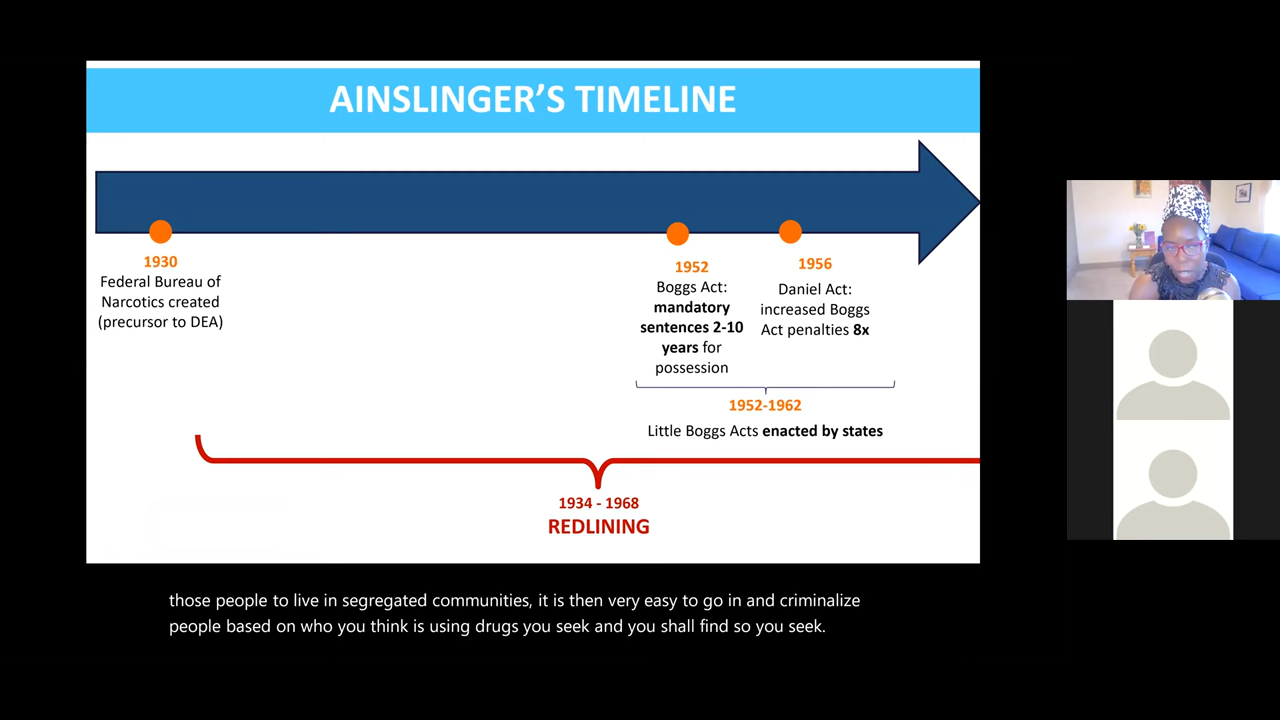 AINSLINGER’S TIMELINE
1930
Federal Bureau of
Narcotics created
(precursor to DEA)
1952
Boggs Act:
mandatory
sentences 2-10
years for
possession
1956
Daniel Act:
increased Boggs
Act penalties 8x
1952-1962
Little Boggs Acts enacted by states
1934 - 1968
REDLINING
those people to live in segregated communities, it is then very easy to go in and criminalize
people based on who you think is using drugs you seek and you shall find so you seek.